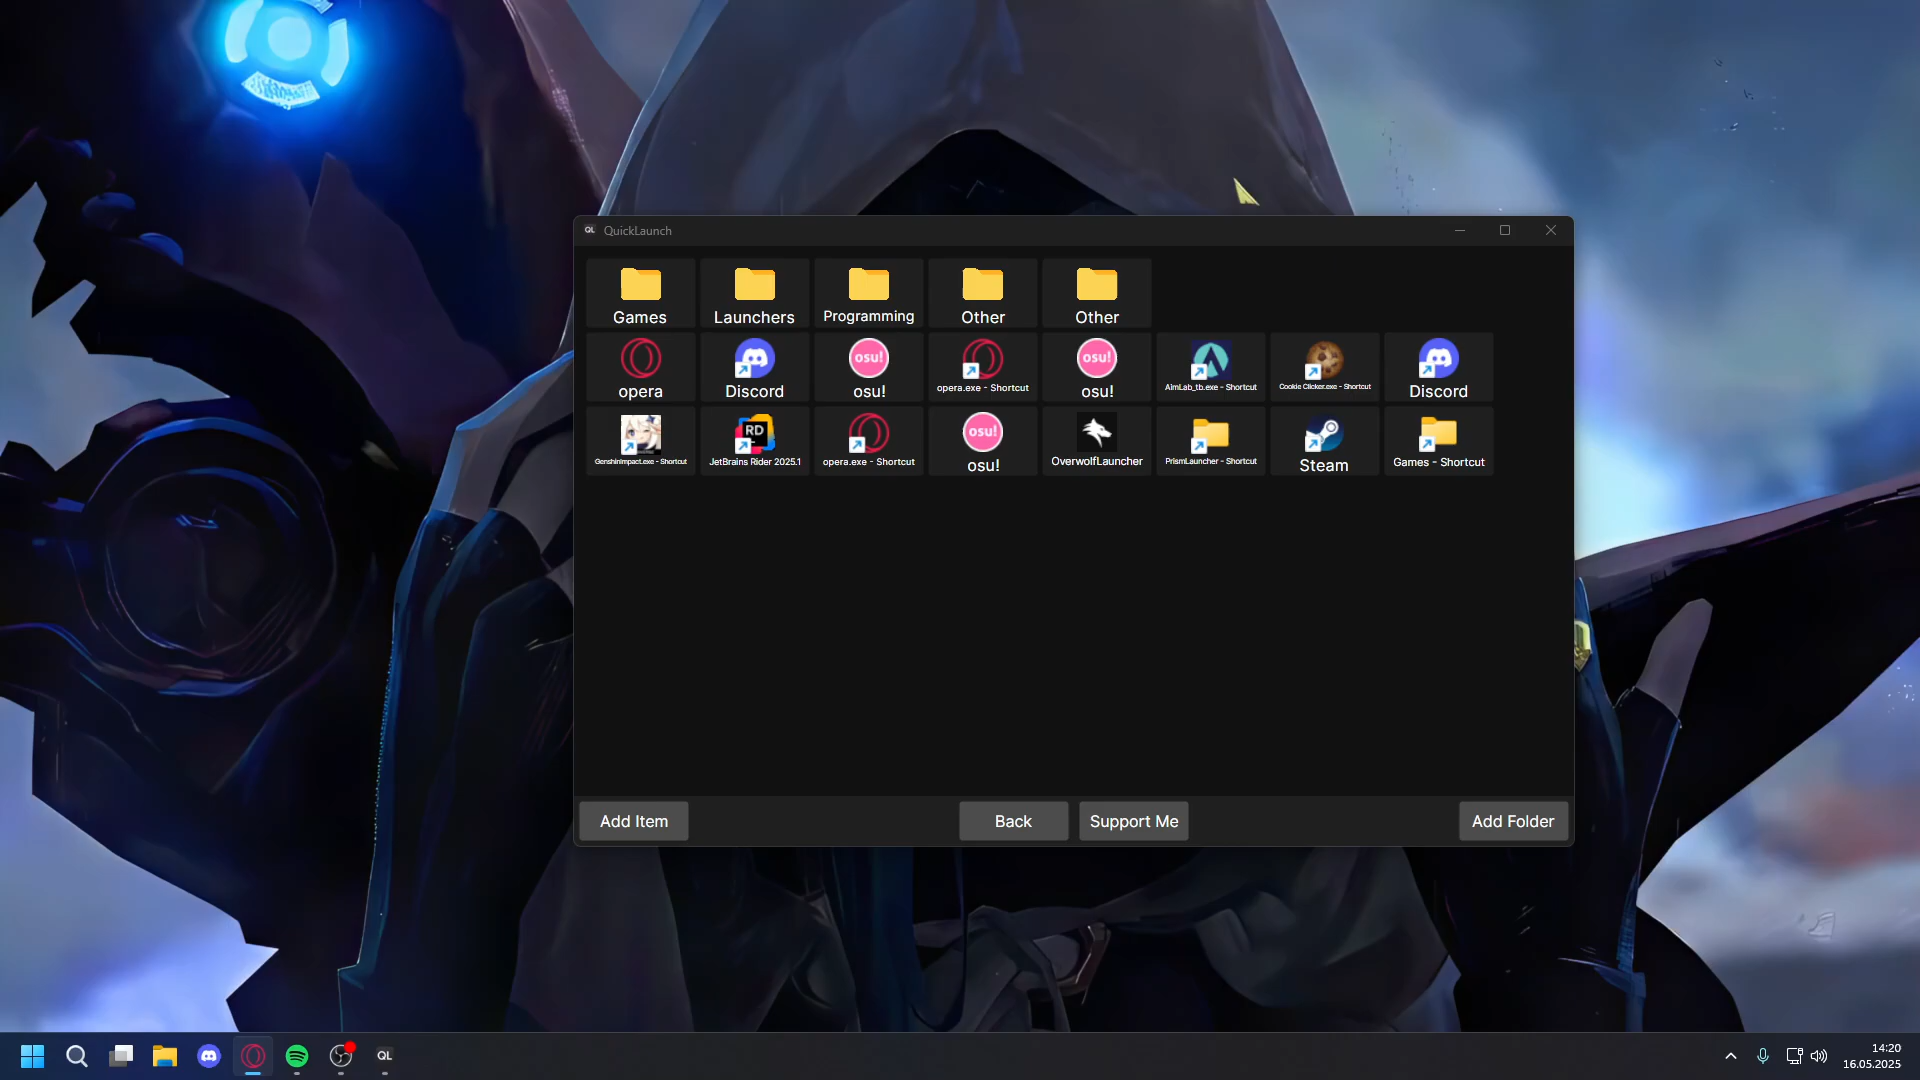 QL QuickLaunch
Games Launchers Programming Other Other
osu! osu!
opera Discord osu! opera.exe - Shortcut osu! AimLab_tb.exe - Shortcut Cookie Clicker.exe - Shortcut Discord
RD osu!
GenshinImpact.exe - Shortcut JetBrains Rider 2025.1 opera.exe - Shortcut osu! OverwolfLauncher PrismLauncher - Shortcut Steam Games - Shortcut
Add Item Back Support Me Add Folder
QL 14:20
16.05.2025